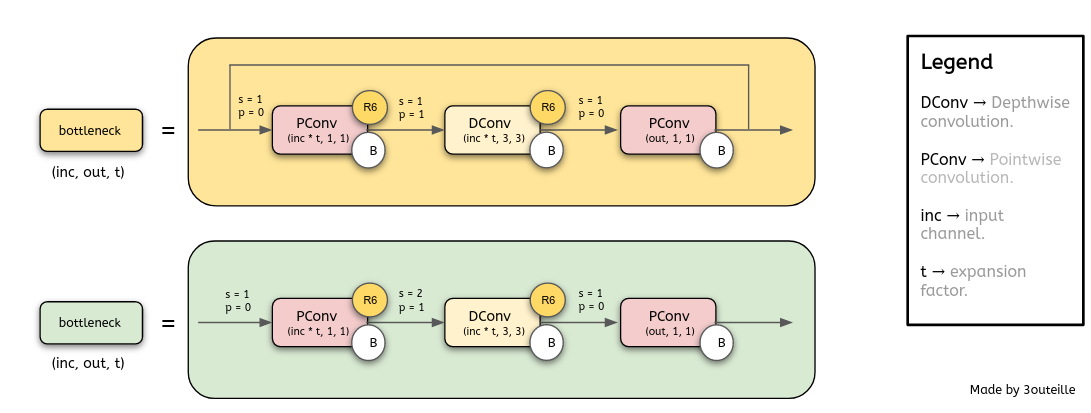 s = 1
p = 0
PConv
(inc * t, 1, 1)
R6
B
s = 1
p = 1
DConv
(inc * t, 3, 3)
R6
B
s = 1
p = 0
PConv
(out, 1, 1)
B
bottleneck
=
(inc, out, t)
s = 1
p = 0
PConv
(inc * t, 1, 1)
R6
B
s = 2
p = 1
DConv
(inc * t, 3, 3)
R6
B
s = 1
p = 0
PConv
(out, 1, 1)
B
bottleneck
=
(inc, out, t)
Legend
DConv → Depthwise
convolution.
PConv → Pointwise
convolution.
inc → input
channel.
t → expansion
factor.
Made by 3outeille